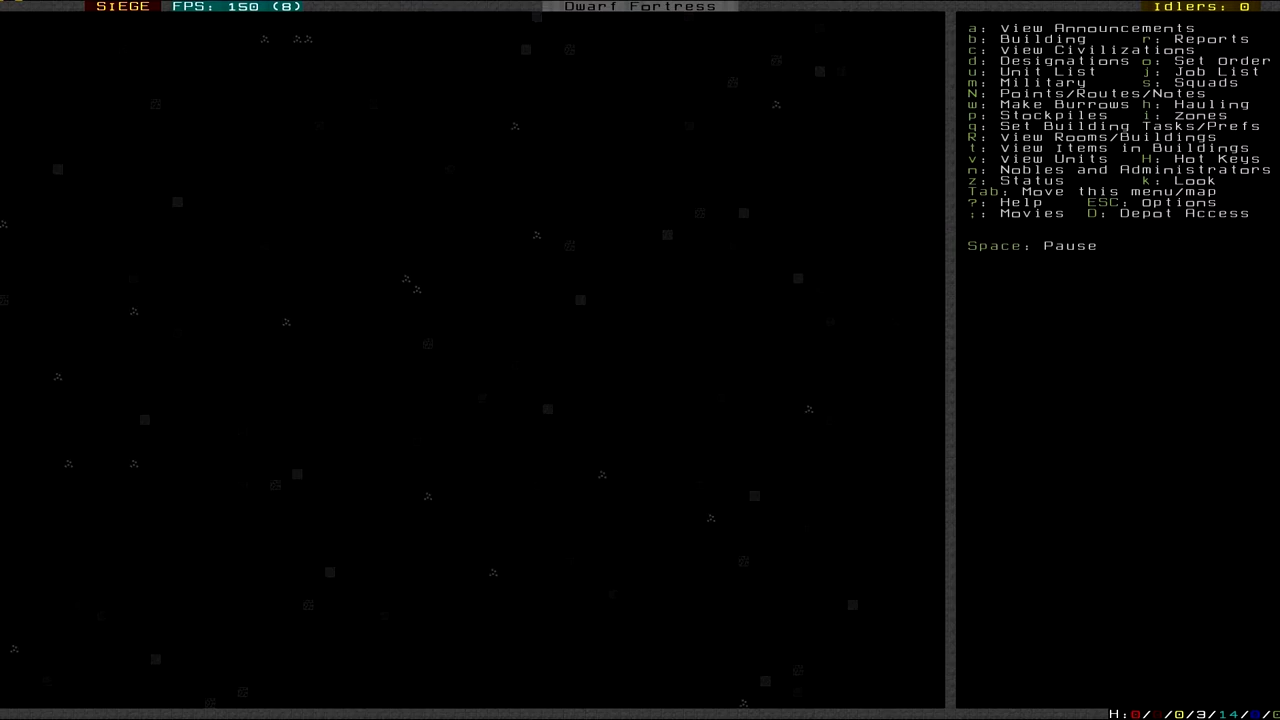 SIEGE FPS: 150 (8) Dwarf Fortress Idlers: 0
a: View Announcements
b: Building r: Reports
c: View Civilizations
d: Designations o: Set Order
u: Unit List j: Job List
m: Military s: Squads
N: Points/Routes/Notes
w: Make Burrows h: Hauling
p: Stockpiles i: Zones
q: Set Building Tasks/Prefs
R: View Rooms/Buildings
t: View Items in Buildings
v: View Units H: Hot Keys
n: Nobles and Administrators
z: Status k: Look
Tab: Move this menu/map
?: Help ESC: Options
;: Movies D: Depot Access
Space: Pause